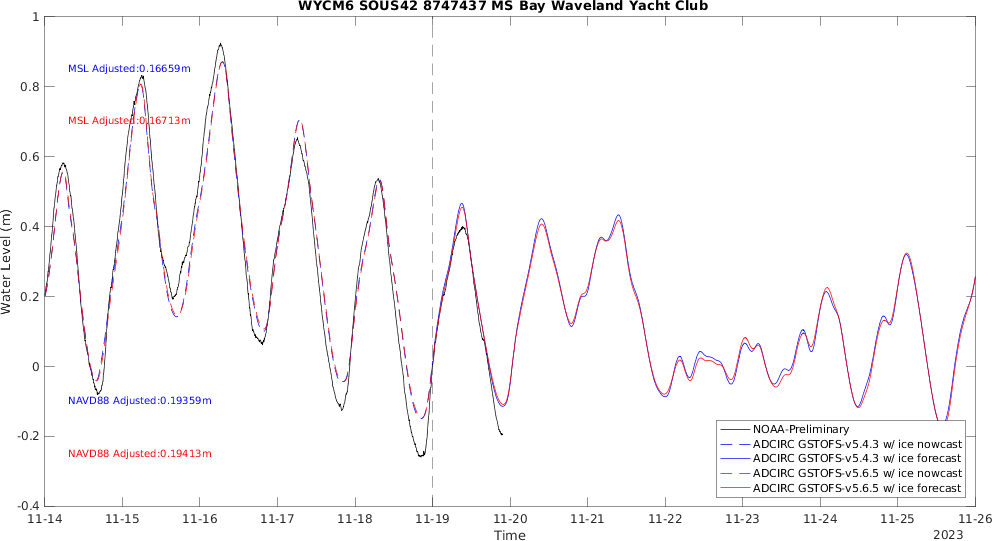 WYCM6 SOUS42 8747437 MS Bay Waveland Yacht Club
Water Level (m)
1
0.8
0.6
0.4
0.2
0
-0.2
-0.4
MSL Adjusted:0.16659m
MSL Adjusted:0.16713m
NAVD88 Adjusted:0.19359m
NAVD88 Adjusted:0.19413m
NOAA-Preliminary
ADCIRC GSTOFS-v5.4.3 w/ ice nowcast
ADCIRC GSTOFS-v5.4.3 w/ ice forecast
ADCIRC GSTOFS-v5.6.5 w/ ice nowcast
ADCIRC GSTOFS-v5.6.5 w/ ice forecast
11-14 11-15 11-16 11-17 11-18 11-19 11-20 11-21 11-22 11-23 11-24 11-25 11-26
Time
2023